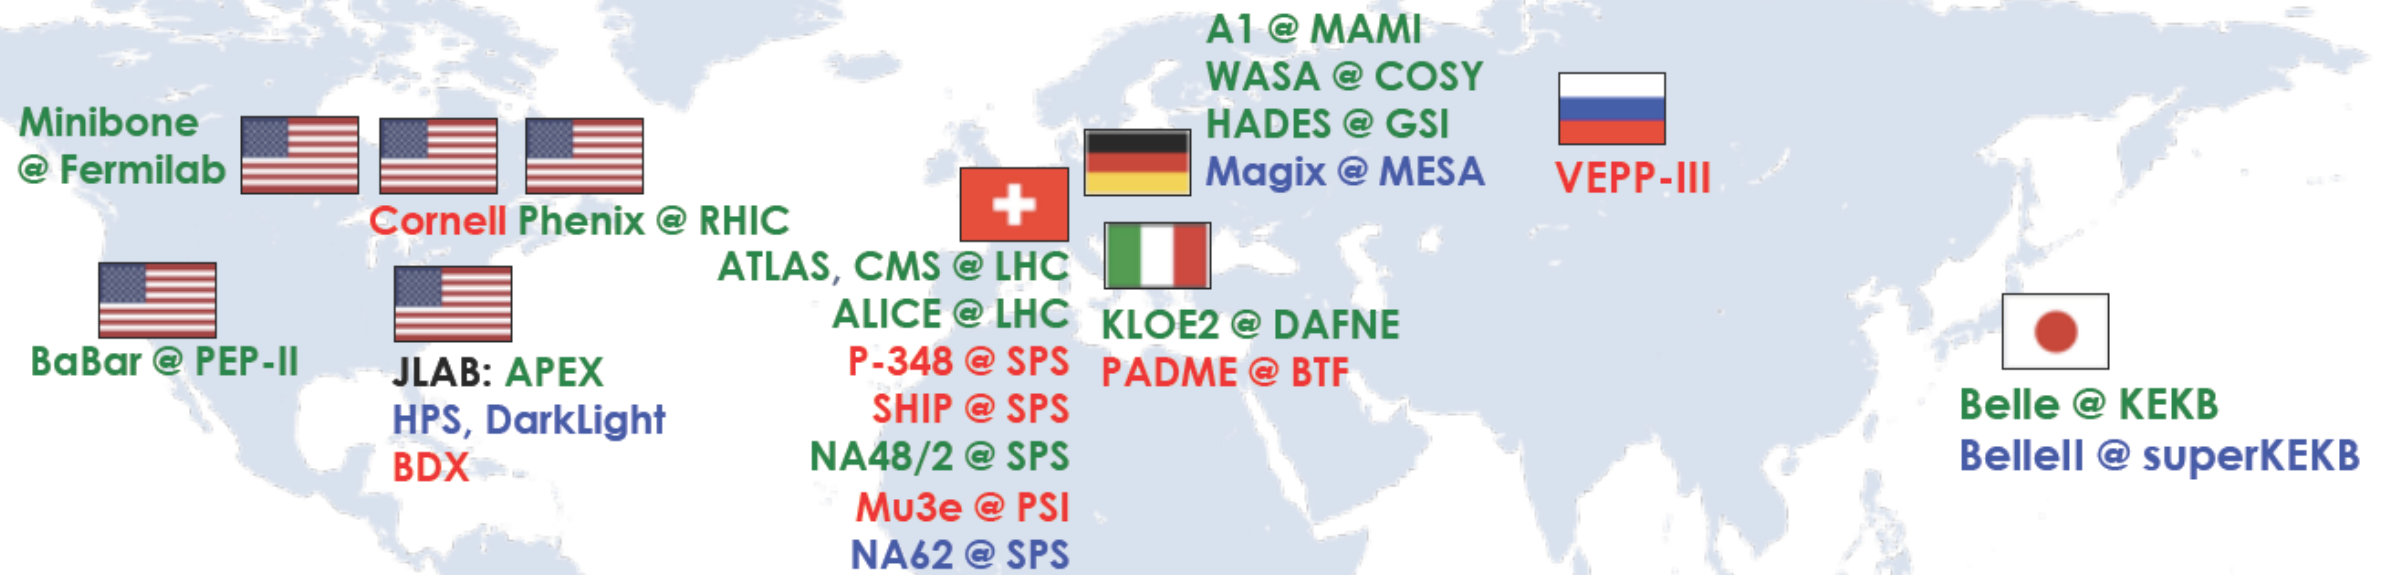 Minibone
@ Fermilab
Cornell Phenix @ RHIC
BaBar @ PEP-II
JLAB: APEX
HPS, DarkLight
BDX
ATLAS, CMS @ LHC
ALICE @ LHC
P-348 @ SPS
SHIP @ SPS
NA48/2 @ SPS
Mu3e @ PSI
NA62 @ SPS
A1 @ MAMI
WASA @ COSY
HADES @ GSI
Magix @ MESA
KLOE2 @ DAFNE
PADME @ BTF
VEPP-III
Belle @ KEKB
BelleII @ superKEKB